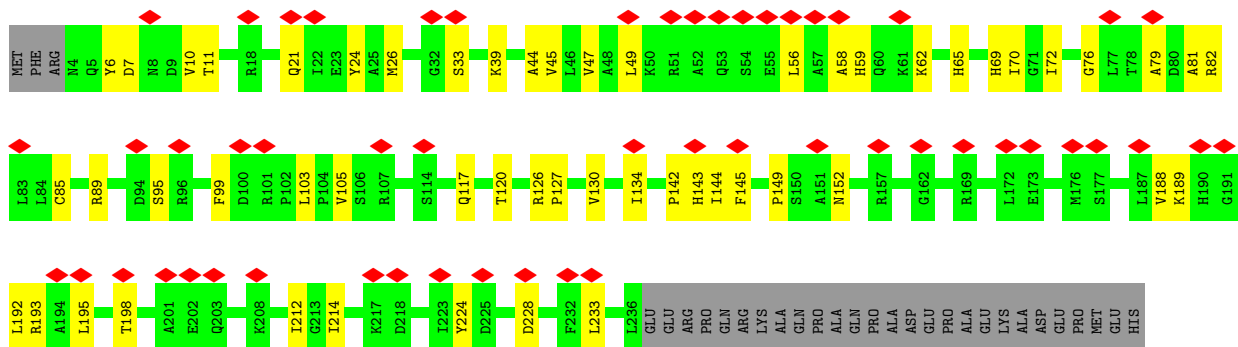 MET PHE ARG N4 Q5 Y6 D7 N8 D9 V10 T11 R18 Q21 I22 E23 Y24 A25 M26 G32 S33 K39 A44 V45 L46 V47 A48 L49 K50 R51 A52 Q53 S54 E55 L56 A57 A58 H59 Q60 K61 K62 H65 H69 I70 G71 I72 G76 L77 T78 A79 D80 A81 R82
L83 L84 C85 R89 D94 S95 R96 F99 D100 R101 P102 L103 P104 V105 S106 R107 S114 Q117 T120 R126 P127 V130 I134 P142 H143 I144 F145 P149 S150 A151 N152 R157 G162 R169 L172 E173 M176 S177 L187 V188 K189 H190 G191
L192 R193 A194 L195 T198 A201 E202 Q203 K208 I212 G213 I214 K217 D218 I223 Y224 D225 D228 F232 L233 L236 GLU GLU ARG PRO GLN ARG LYS ALA GLN PRO ALA GLN PRO ALA ASP GLU PRO ALA GLU LYS ALA ASP GLU PRO MET GLU HIS